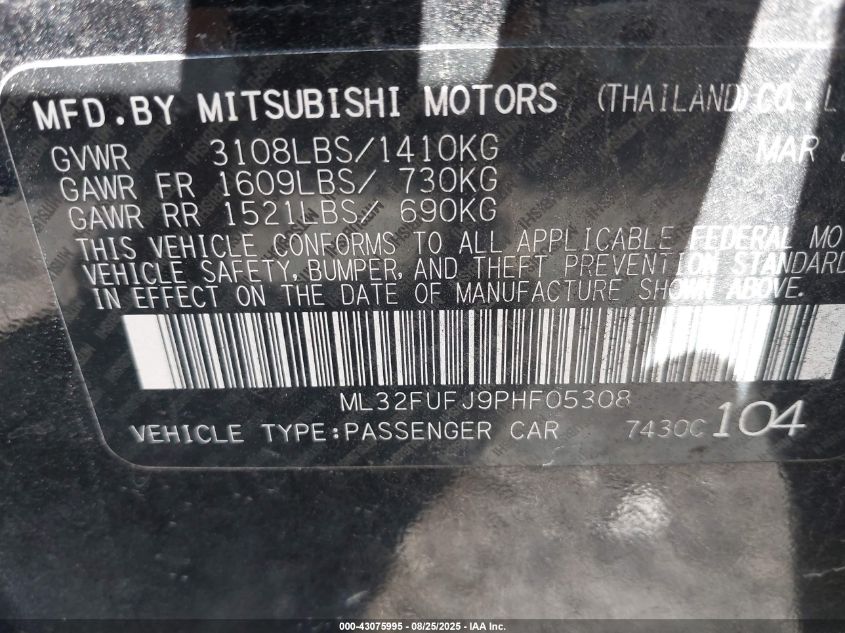 MFD.BY MITSUBISHI MOTORS (THAILAND) CO., L
GVWR 3108LBS/1410KG MAR
GAWR FR 1609LBS/ 730KG
GAWR RR 1521LBS/ 690KG
THIS VEHICLE CONFORMS TO ALL APPLICABLE FEDERAL MO
VEHICLE SAFETY, BUMPER, AND THEFT PREVENTION STANDARD
IN EFFECT ON THE DATE OF MANUFACTURE SHOWN ABOVE.
ML32FUFJ9PHF05308
VEHICLE TYPE:PASSENGER CAR 7430C 104
000-43075995 - 08/25/2025 - IAA Inc.